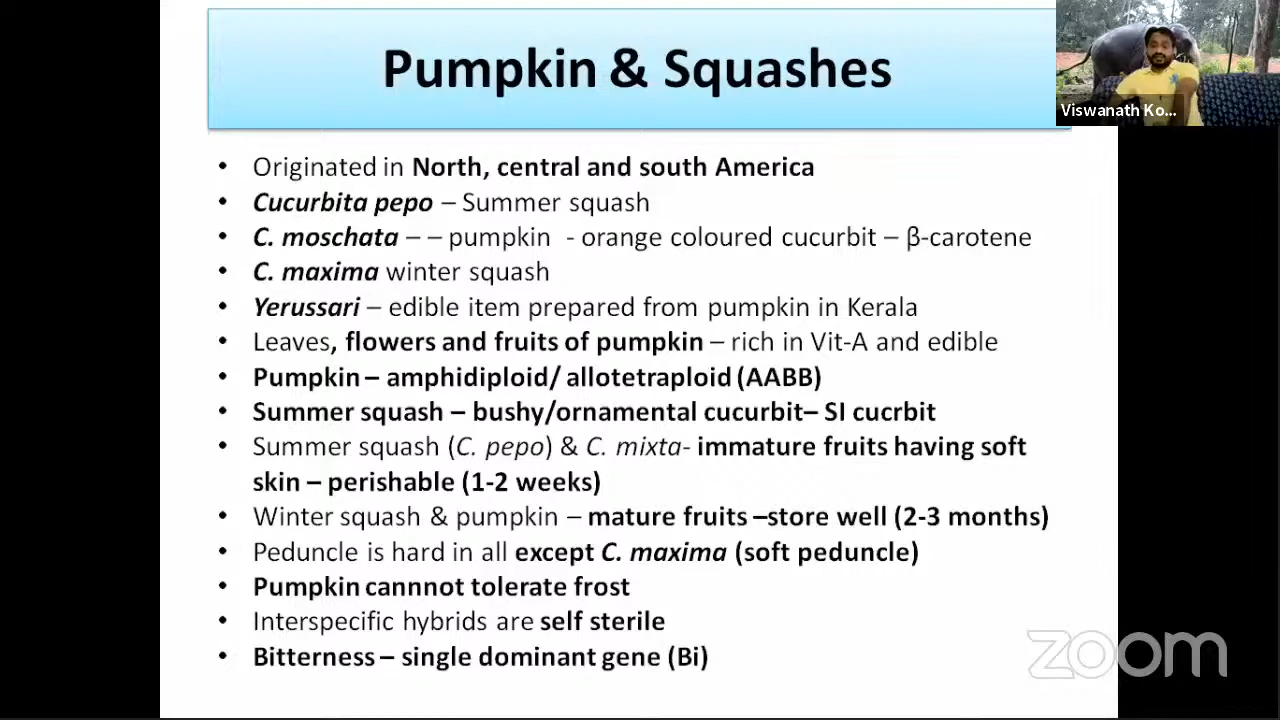 Pumpkin & Squashes
Viswanath Ko...
• Originated in North, central and south America
• Cucurbita pepo – Summer squash
• C. moschata – – pumpkin - orange coloured cucurbit – β-carotene
• C. maxima winter squash
• Yerussari – edible item prepared from pumpkin in Kerala
• Leaves, flowers and fruits of pumpkin – rich in Vit-A and edible
• Pumpkin – amphidiploid/ allotetraploid (AABB)
• Summer squash – bushy/ornamental cucurbit– SI cucrbit
• Summer squash (C. pepo) & C. mixta- immature fruits having soft
skin – perishable (1-2 weeks)
• Winter squash & pumpkin – mature fruits –store well (2-3 months)
• Peduncle is hard in all except C. maxima (soft peduncle)
• Pumpkin cannnot tolerate frost
• Interspecific hybrids are self sterile
• Bitterness – single dominant gene (Bi)
zoom